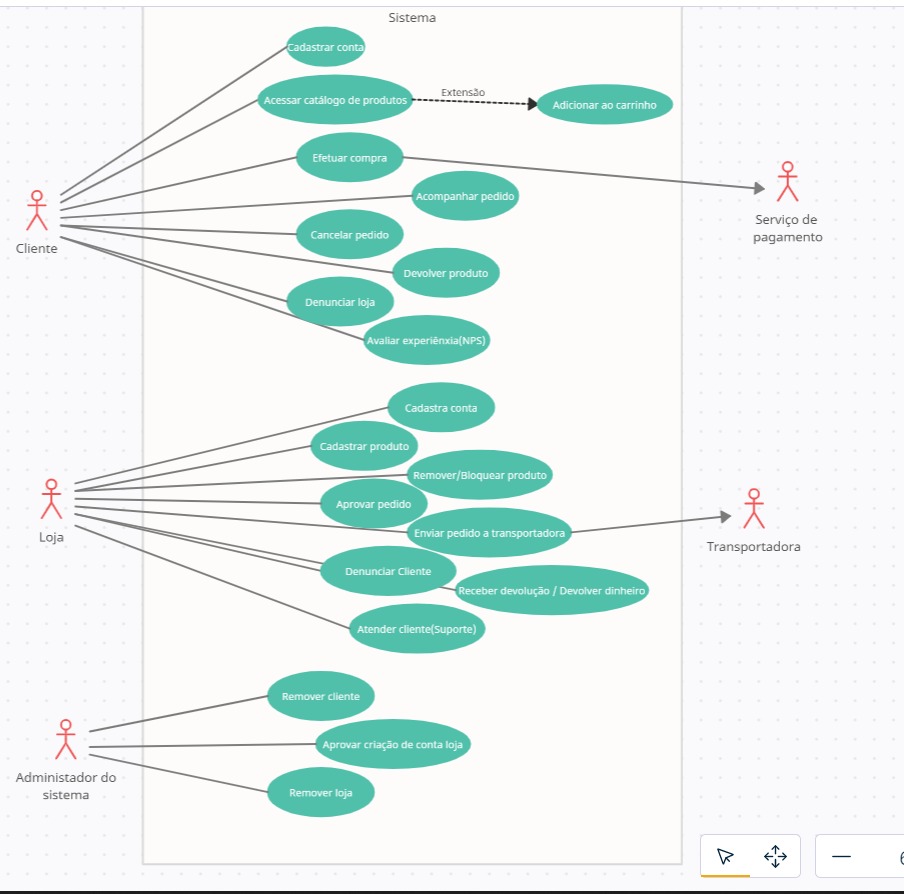 Sistema
Cadastrar conta
Acessar catálogo de produtos
Extensão
Adicionar ao carrinho
Efetuar compra
Acompanhar pedido
Serviço de
pagamento
Cliente
Cancelar pedido
Devolver produto
Denunciar loja
Avaliar experiênxia(NPS)
Cadastra conta
Cadastrar produto
Remover/Bloquear produto
Aprovar pedido
Loja
Enviar pedido a transportadora
Transportadora
Denunciar Cliente
Receber devolução / Devolver dinheiro
Atender cliente(Suporte)
Remover cliente
Aprovar criação de conta loja
Administador do
sistema
Remover loja